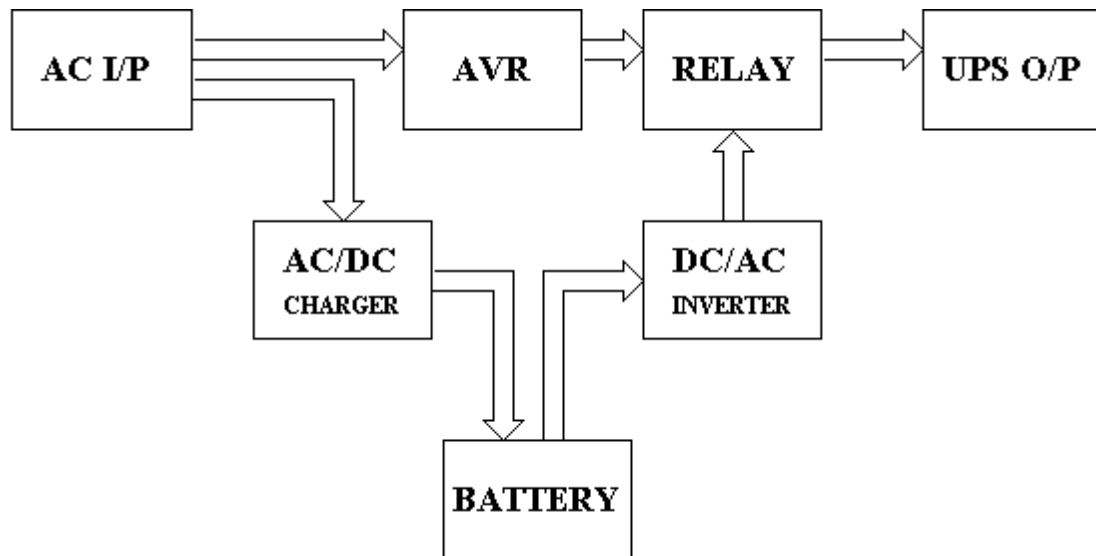 AC I/P
AVR
RELAY
UPS O/P
AC/DC
CHARGER
DC/AC
INVERTER
BATTERY